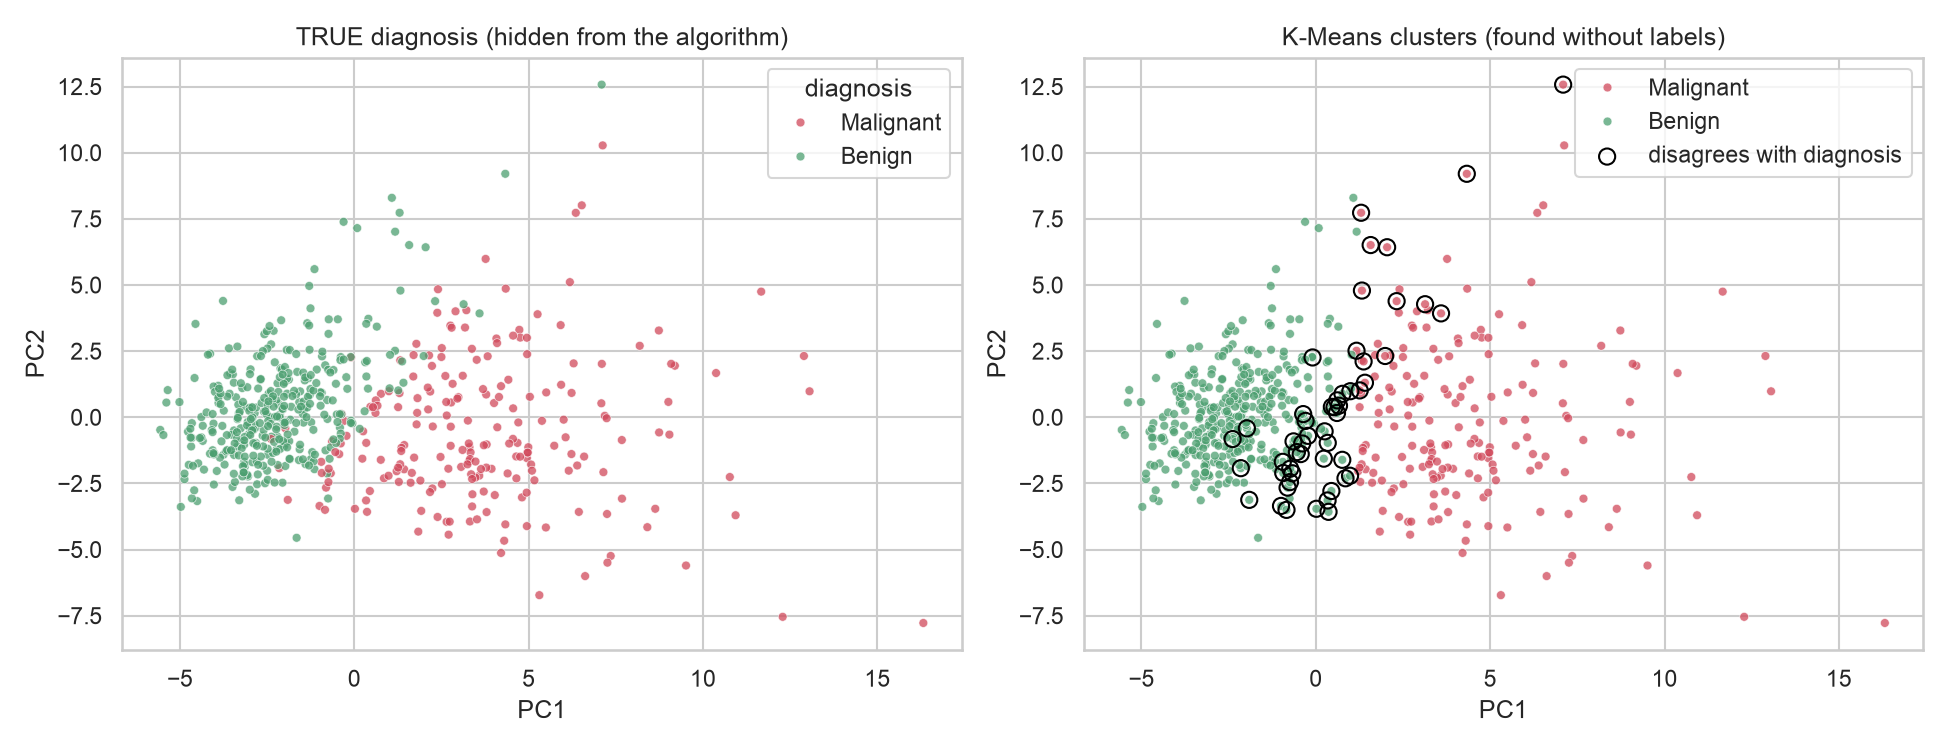 TRUE diagnosis (hidden from the algorithm)
12.5
10.0
7.5
5.0
2.5
0.0
−2.5
−5.0
−7.5
PC2
−5
0
5
10
15
PC1
diagnosis
Malignant
Benign
K-Means clusters (found without labels)
12.5
10.0
7.5
5.0
2.5
0.0
−2.5
−5.0
−7.5
PC2
−5
0
5
10
15
PC1
Malignant
Benign
disagrees with diagnosis